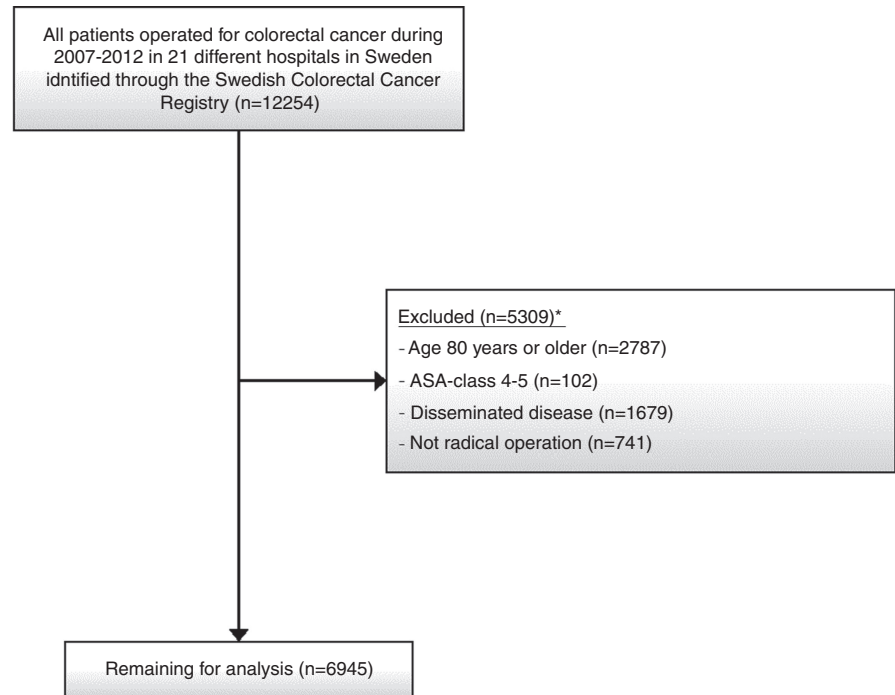 All patients operated for colorectal cancer during
2007-2012 in 21 different hospitals in Sweden
idntified through the Swedish Colorectal Cancer
Registry (n=12254)
Excluded (n=5309)*
- Age 80 years or older (n=2787)
- ASA-class 4-5 (n=102)
- Disseminated disease (n=1679)
- Not radical operation (n=741)
Remaining for analysis (n=6945)